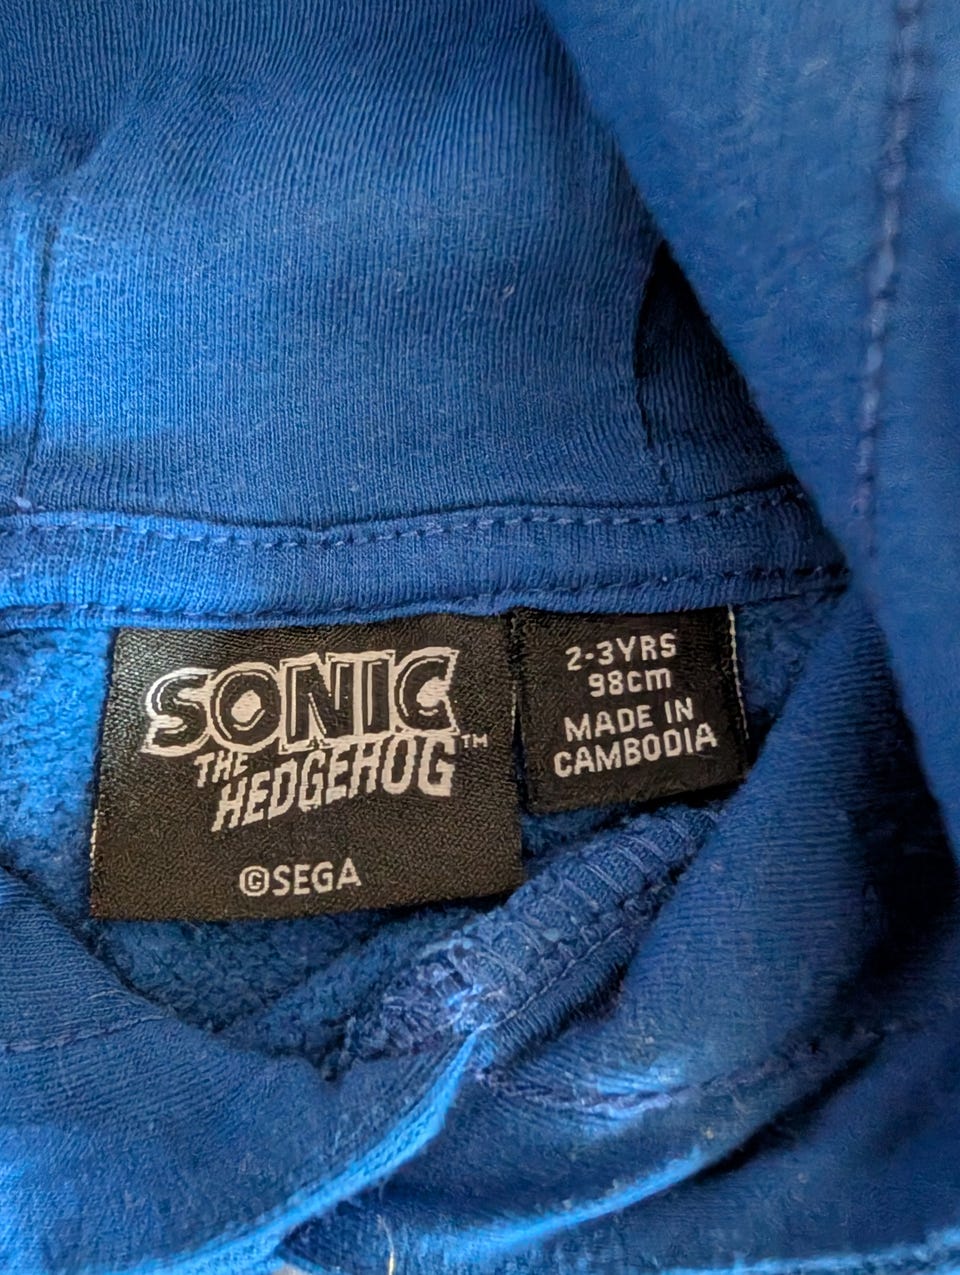 SONIC
THE
HEDGEHOG™
©SEGA
2-3YRS
98cm
MADE IN
CAMBODIA